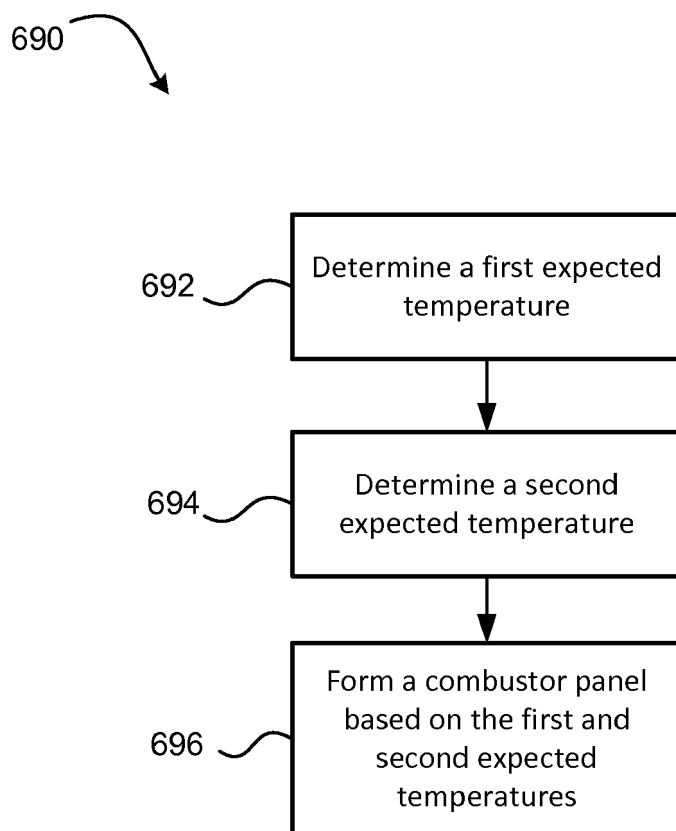 690
692
Determine a first expected
temperature
694
Determine a second
expected temperature
696
Form a combustor panel
based on the first and
second expected
temperatures